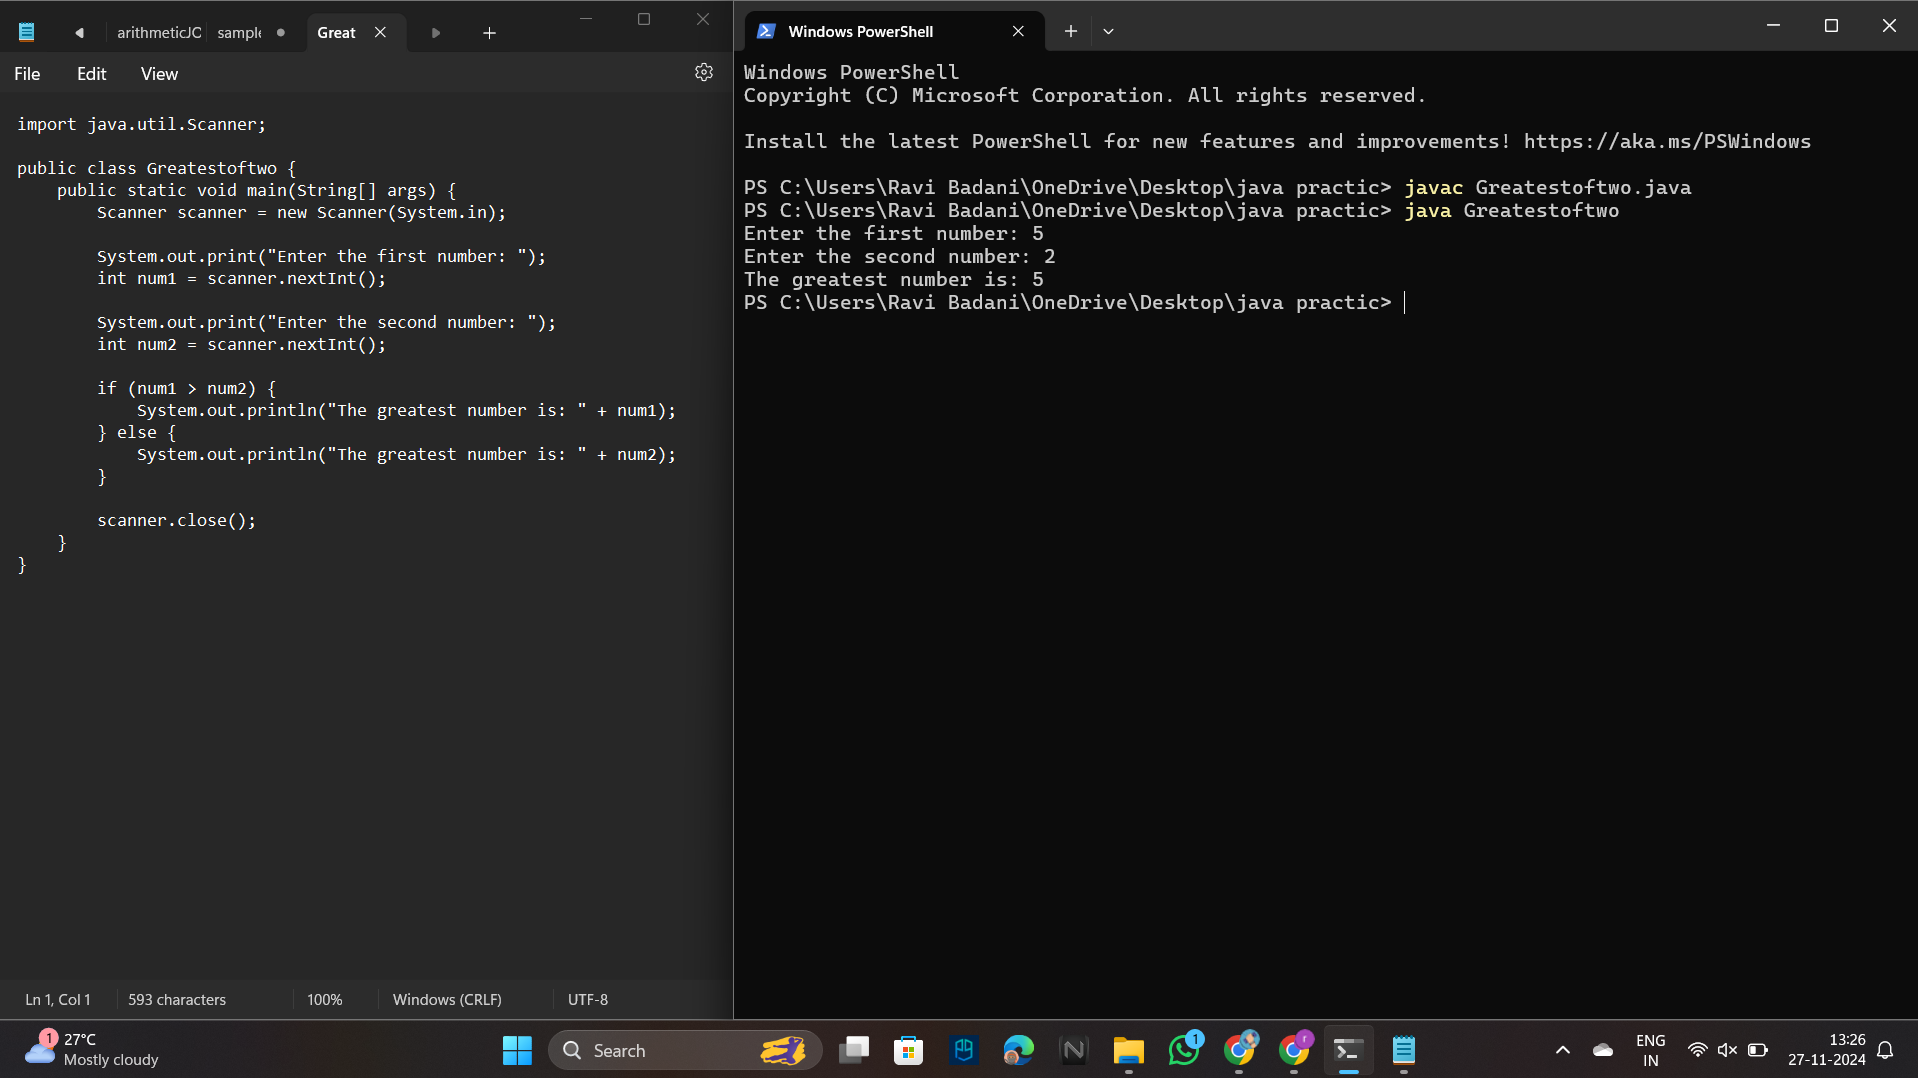 arithmeticJC sample Great
File Edit View
import java.util.Scanner;
public class Greatestoftwo {
    public static void main(String[] args) {
        Scanner scanner = new Scanner(System.in);
        System.out.print("Enter the first number: ");
        int num1 = scanner.nextInt();
        System.out.print("Enter the second number: ");
        int num2 = scanner.nextInt();
        if (num1 > num2) {
            System.out.println("The greatest number is: " + num1);
        } else {
            System.out.println("The greatest number is: " + num2);
        }
        scanner.close();
    }
}
Ln 1, Col 1 593 characters 100% Windows (CRLF) UTF-8
Windows PowerShell
Windows PowerShell
Copyright (C) Microsoft Corporation. All rights reserved.
Install the latest PowerShell for new features and improvements! https://aka.ms/PSWindows
PS C:\Users\Ravi Badani\OneDrive\Desktop\java practic> javac Greatestoftwo.java
PS C:\Users\Ravi Badani\OneDrive\Desktop\java practic> java Greatestoftwo
Enter the first number: 5
Enter the second number: 2
The greatest number is: 5
PS C:\Users\Ravi Badani\OneDrive\Desktop\java practic>
1
27°C
Mostly cloudy
Search
1
r
ENG
IN
13:26
27-11-2024